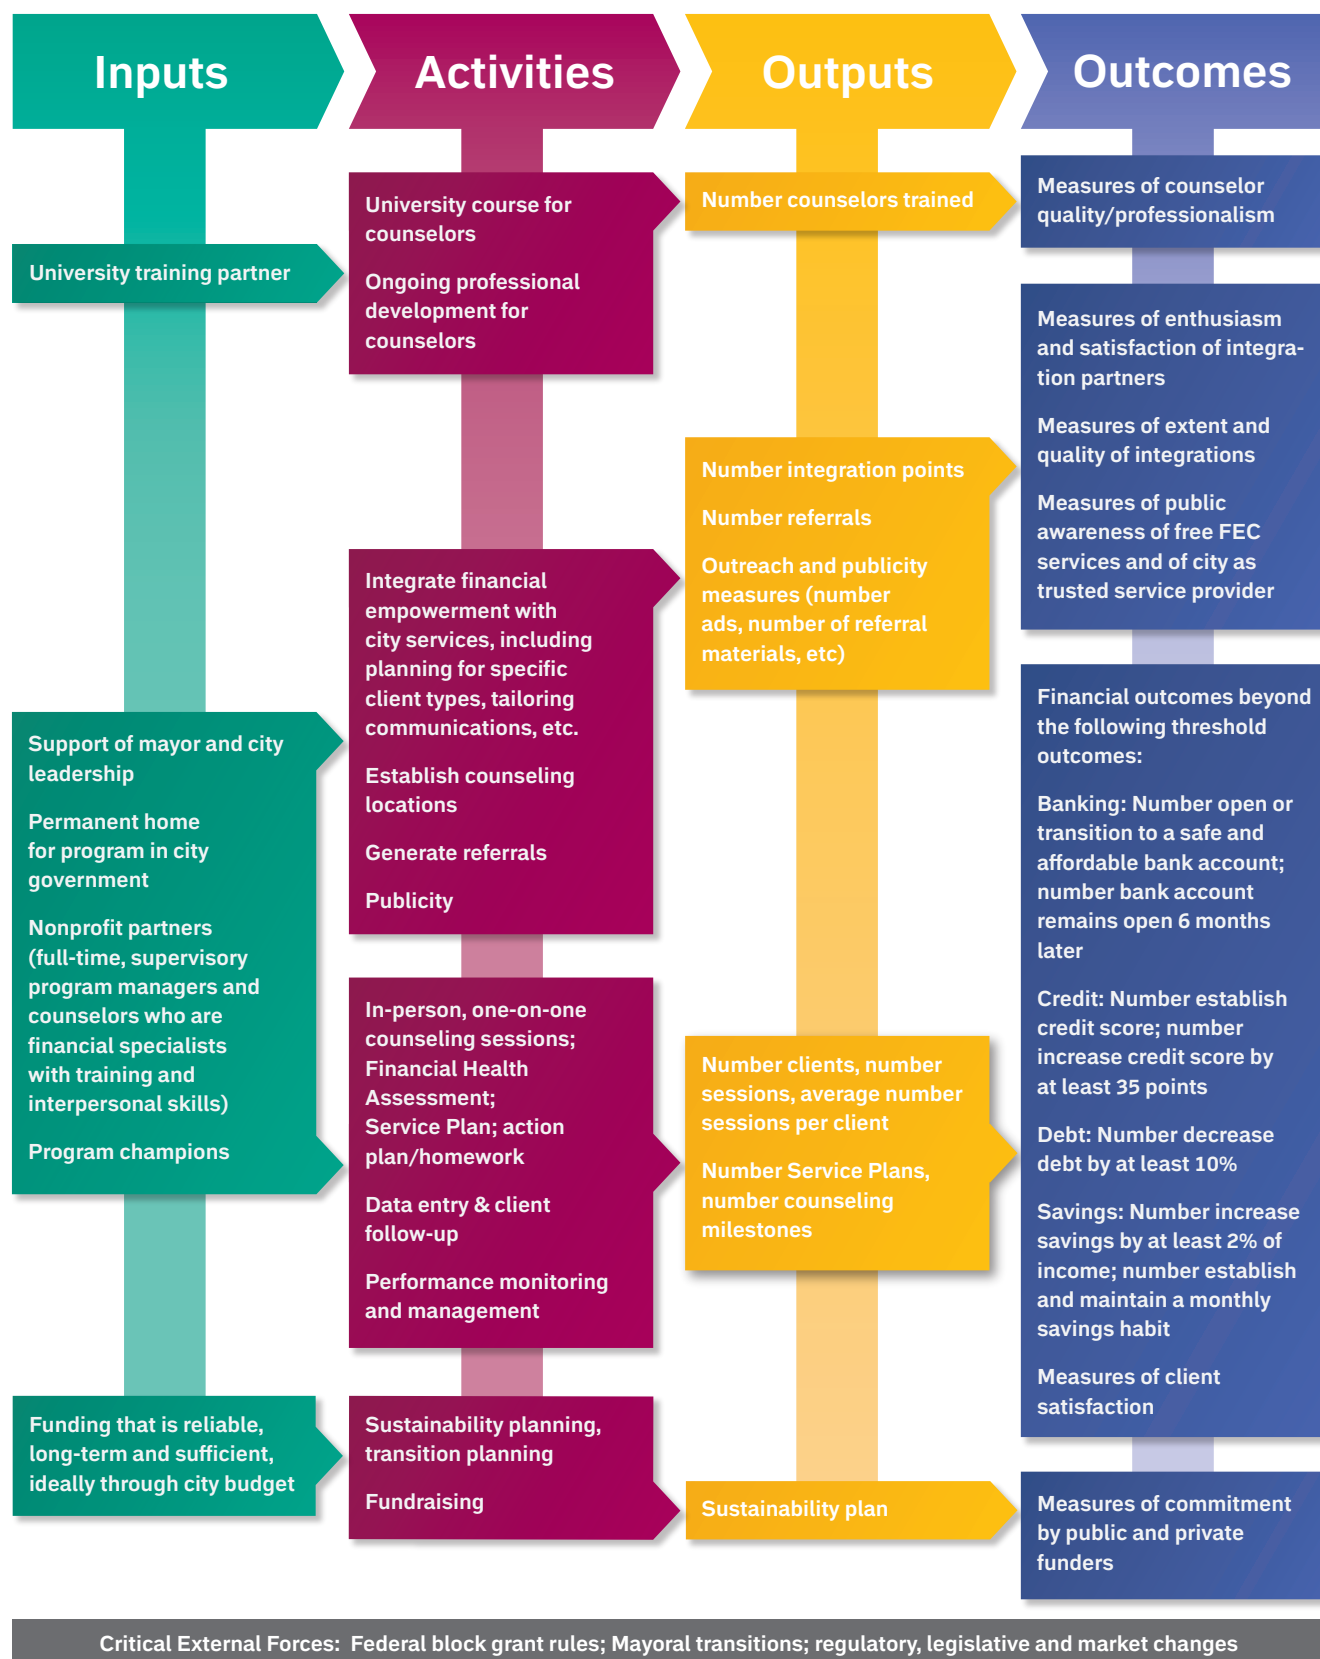 Inputs
Activities
Outputs
Outcomes
University training partner
Support of mayor and city
leadership
Permanent home
for program in city
government
Nonprofit partners
(full-time, supervisory
program managers and
counselors who are
financial specialists
with training and
interpersonal skills)
Program champions
Funding that is reliable,
long-term and sufficient,
ideally through city budget
University course for
counselors
Ongoing professional
development for
counselors
Integrate financial
empowerment with
city services, including
planning for specific
client types, tailoring
communications, etc.
Establish counseling
locations
Generate referrals
Publicity
In-person, one-on-one
counseling sessions;
Financial Health
Assessment;
Service Plan; action
plan/homework
Data entry & client
follow-up
Performance monitoring
and management
Sustainability planning,
transition planning
Fundraising
Number counselors trained
Number integration points
Number referrals
Outreach and publicity
measures (number
ads, number of referral
materials, etc)
Number clients, number
sessions, average number
sessions per client
Number Service Plans,
number counseling
milestones
Sustainability plan
Measures of counselor
quality/professionalism
Measures of enthusiasm
and satisfaction of integra-
tion partners
Measures of extent and
quality of integrations
Measures of public
awareness of free FEC
services and of city as
trusted service provider
Financial outcomes beyond
the following threshold
outcomes:
Banking: Number open or
transition to a safe and
affordable bank account;
number bank account
remains open 6 months
later
Credit: Number establish
credit score; number
increase credit score by
at least 35 points
Debt: Number decrease
debt by at least 10%
Savings: Number increase
savings by at least 2% of
income; number establish
and maintain a monthly
savings habit
Measures of client
satisfaction
Measures of commitment
by public and private
funders
Critical External Forces: Federal block grant rules; Mayoral transitions; regulatory, legislative and market changes